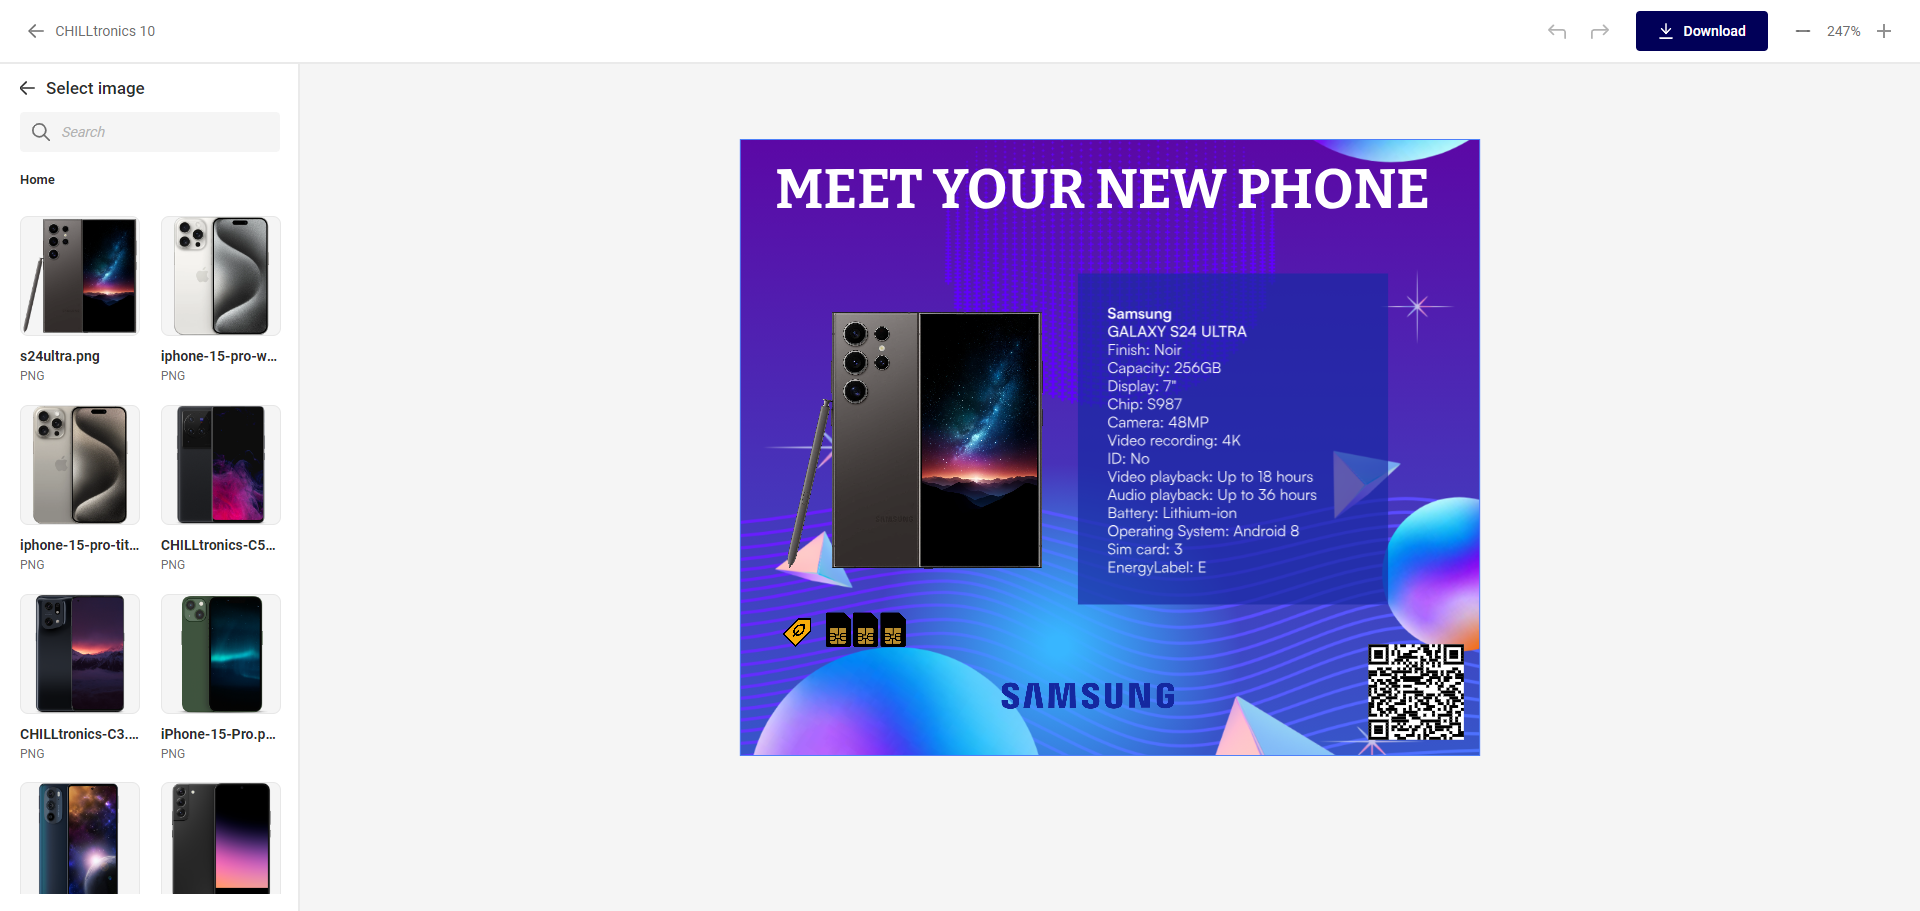 CHILLtronics 10
Download
247%
Select image
Search
Home
s24ultra.png
PNG
iphone-15-pro-w...
PNG
iphone-15-pro-tit...
PNG
CHILLtronics-C5...
PNG
CHILLtronics-C3....
PNG
iPhone-15-Pro.p...
PNG
MEET YOUR NEW PHONE
Samsung
GALAXY S24 ULTRA
Finish: Noir
Capacity: 256GB
Display: 7"
Chip: S987
Camera: 48MP
Video recording: 4K
ID: No
Video playback: Up to 18 hours
Audio playback: Up to 36 hours
Battery: Lithium-ion
Operating System: Android 8
Sim card: 3
EnergyLabel: E
SAMSUNG